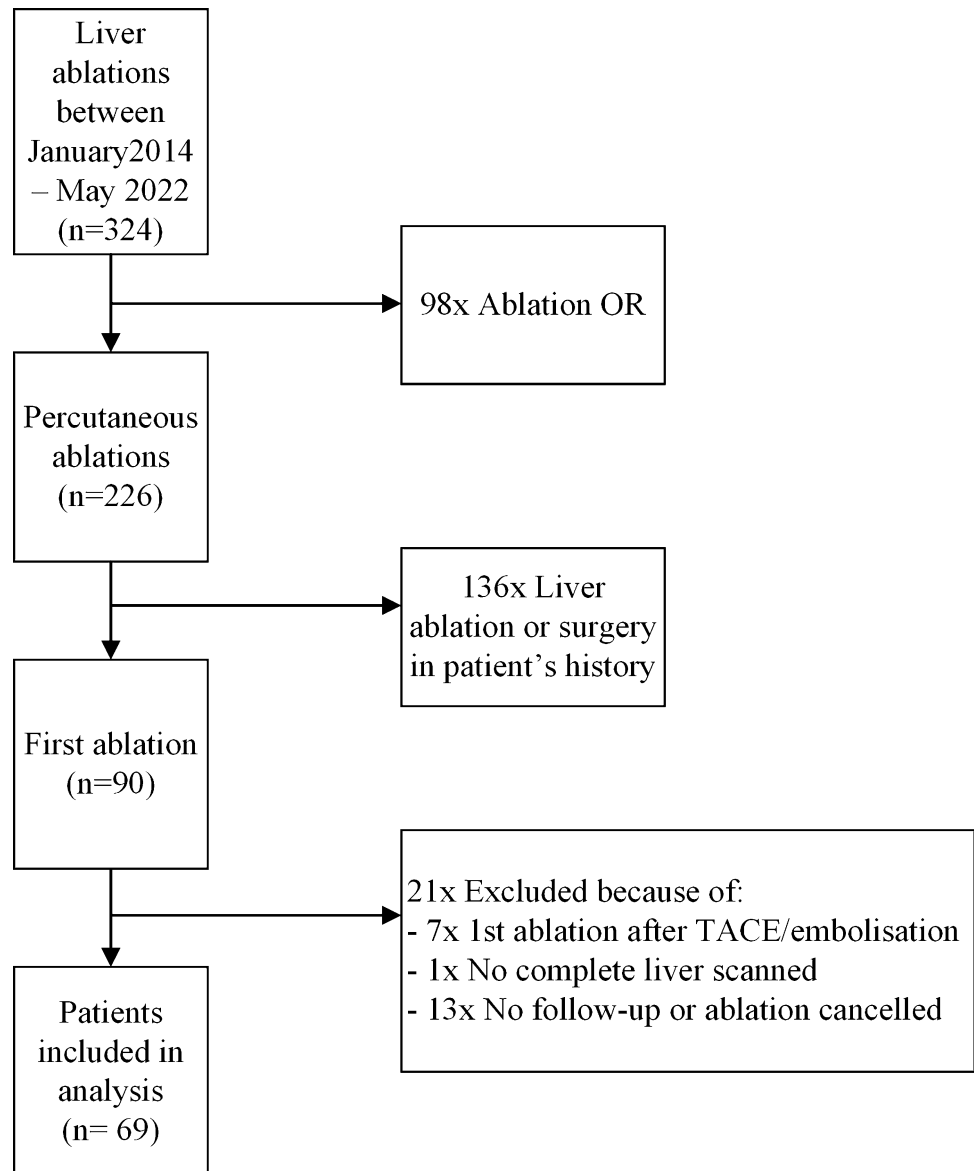 Liver
ablations
between
January2014
– May 2022
(n=324)
98x Ablation OR
Percutaneous
ablations
(n=226)
136x Liver
ablation or surgery
in patient’s history
First ablation
(n=90)
21x Excluded because of:
- 7x 1st ablation after TACE/embolisation
- 1x No complete liver scanned
- 13x No follow-up or ablation cancelled
Patients
included in
analysis
(n= 69)